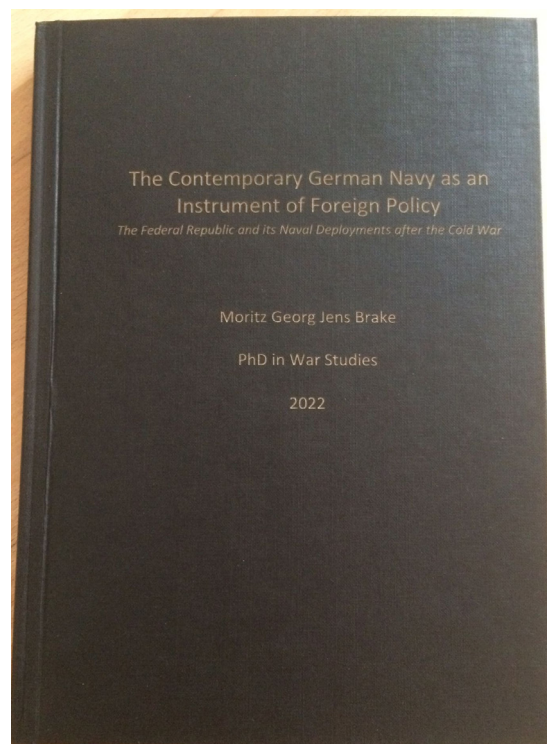 The Contemporary German Navy as an
Instrument of Foreign Policy
The Federal Republic and its Naval Deployments after the Cold War
Moritz Georg Jens Brake
PhD in War Studies
2022